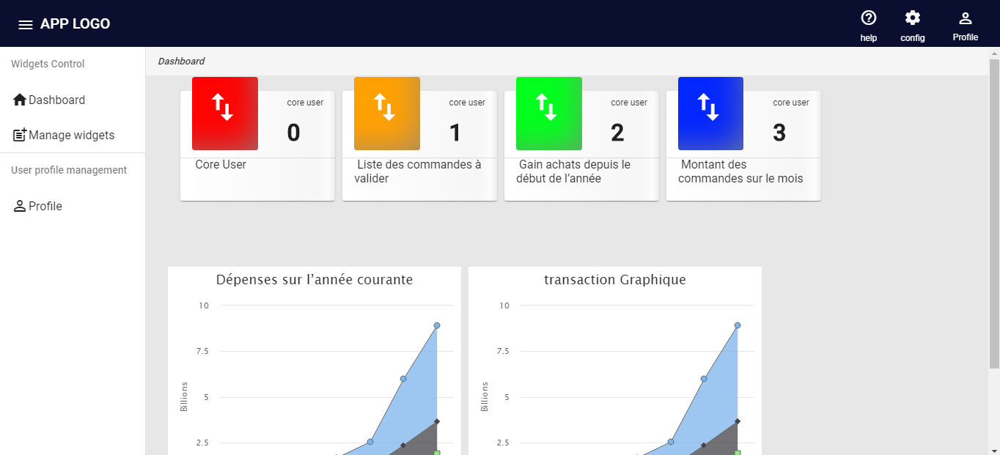 APP LOGO
help
config
Profile
Widgets Control
Dashboard
Manage widgets
User profile management
Profile
Dashboard
core user
0
Core User
core user
1
Liste des commandes à
valider
core user
2
Gain achats depuis le
début de l’année
core user
3
Montant des
commandes sur le mois
Dépenses sur l’année courante
10
7.5
5
2.5
Billions
transaction Graphique
10
7.5
5
2.5
Billions